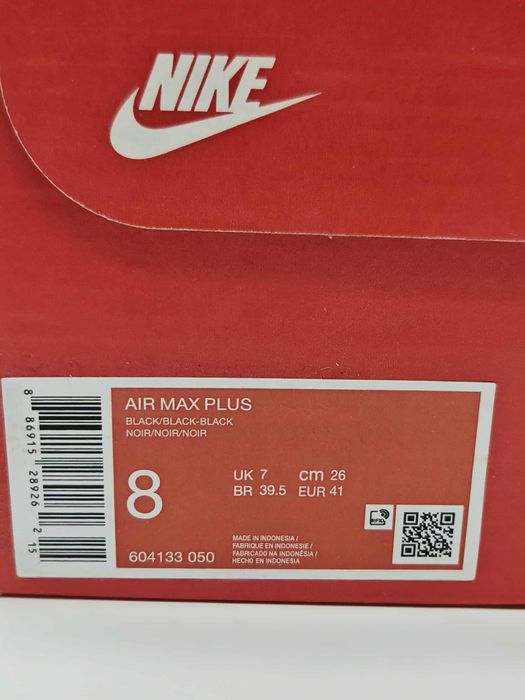 NIKE
AIR MAX PLUS
BLACK/BLACK-BLACK
NOIR/NOIR/NOIR
8
UK 7 cm 26
BR 39.5 EUR 41
604133 050
MADE IN INDONESIA /
FABRIQUE EN INDONESIE /
FABRICADO NA INDONÉSIA /
HECHO EN INDONESIA
8 86915 28926 2 15